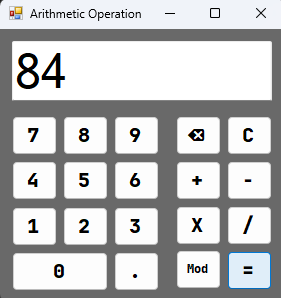 Arithmetic Operation
84
7 8 9 C
4 5 6 + -
1 2 3 X /
0 . Mod =